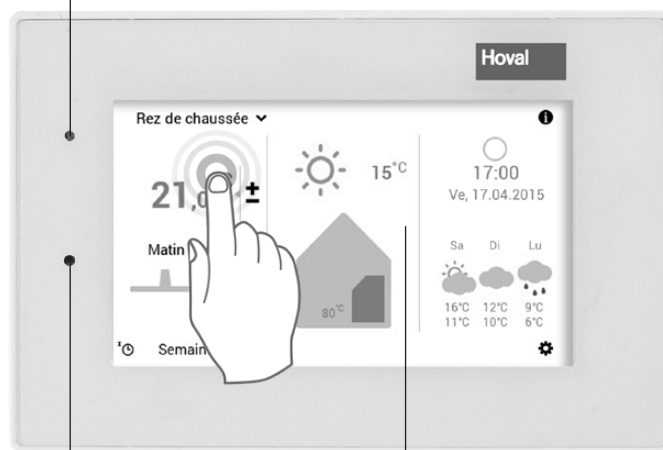 Hoval
Rez de chaussée
i
21,0
±
15°C
17:00
Ve, 17.04.2015
Matin
80°C
Sa Di Lu
16°C 12°C 9°C
11°C 10°C 6°C
Semain